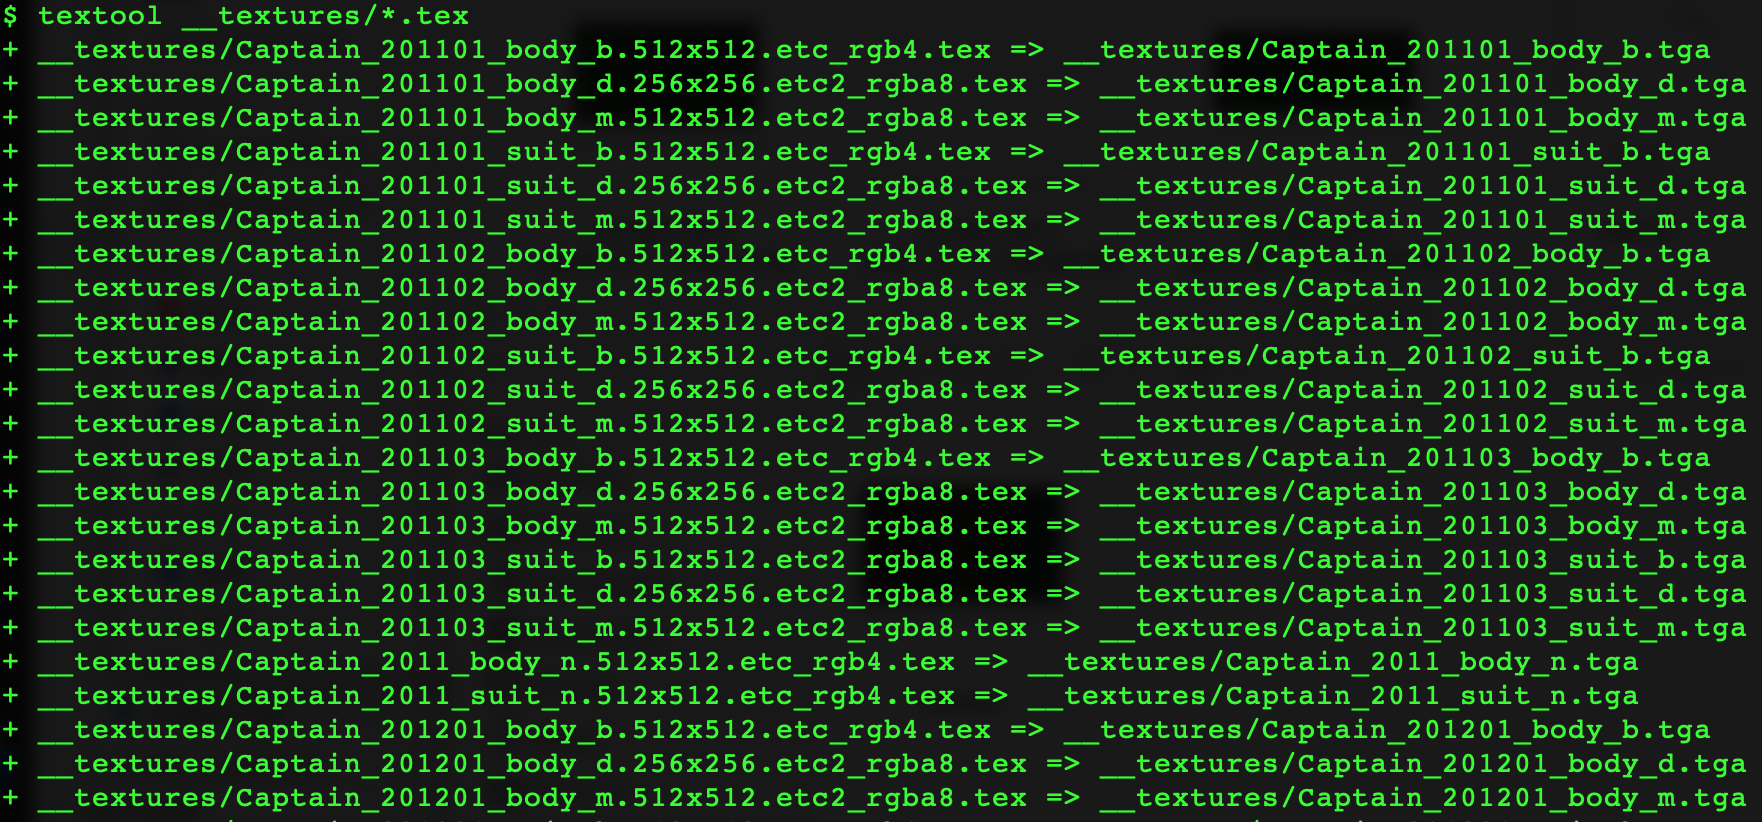 $ textool __textures/*.tex
+ __textures/Captain_201101_body_b.512x512.etc_rgb4.tex => __textures/Captain_201101_body_b.tga
+ __textures/Captain_201101_body_d.256x256.etc2_rgba8.tex => __textures/Captain_201101_body_d.tga
+ __textures/Captain_201101_body_m.512x512.etc2_rgba8.tex => __textures/Captain_201101_body_m.tga
+ __textures/Captain_201101_suit_b.512x512.etc_rgb4.tex => __textures/Captain_201101_suit_b.tga
+ __textures/Captain_201101_suit_d.256x256.etc2_rgba8.tex => __textures/Captain_201101_suit_d.tga
+ __textures/Captain_201101_suit_m.512x512.etc2_rgba8.tex => __textures/Captain_201101_suit_m.tga
+ __textures/Captain_201102_body_b.512x512.etc_rgb4.tex => __textures/Captain_201102_body_b.tga
+ __textures/Captain_201102_body_d.256x256.etc2_rgba8.tex => __textures/Captain_201102_body_d.tga
+ __textures/Captain_201102_body_m.512x512.etc2_rgba8.tex => __textures/Captain_201102_body_m.tga
+ __textures/Captain_201102_suit_b.512x512.etc_rgb4.tex => __textures/Captain_201102_suit_b.tga
+ __textures/Captain_201102_suit_d.256x256.etc2_rgba8.tex => __textures/Captain_201102_suit_d.tga
+ __textures/Captain_201102_suit_m.512x512.etc2_rgba8.tex => __textures/Captain_201102_suit_m.tga
+ __textures/Captain_201103_body_b.512x512.etc_rgb4.tex => __textures/Captain_201103_body_b.tga
+ __textures/Captain_201103_body_d.256x256.etc2_rgba8.tex => __textures/Captain_201103_body_d.tga
+ __textures/Captain_201103_body_m.512x512.etc2_rgba8.tex => __textures/Captain_201103_body_m.tga
+ __textures/Captain_201103_suit_b.512x512.etc2_rgba8.tex => __textures/Captain_201103_suit_b.tga
+ __textures/Captain_201103_suit_d.256x256.etc2_rgba8.tex => __textures/Captain_201103_suit_d.tga
+ __textures/Captain_201103_suit_m.512x512.etc2_rgba8.tex => __textures/Captain_201103_suit_m.tga
+ __textures/Captain_2011_body_n.512x512.etc_rgb4.tex => __textures/Captain_2011_body_n.tga
+ __textures/Captain_2011_suit_n.512x512.etc_rgb4.tex => __textures/Captain_2011_suit_n.tga
+ __textures/Captain_201201_body_b.512x512.etc_rgb4.tex => __textures/Captain_201201_body_b.tga
+ __textures/Captain_201201_body_d.256x256.etc2_rgba8.tex => __textures/Captain_201201_body_d.tga
+ __textures/Captain_201201_body_m.512x512.etc2_rgba8.tex => __textures/Captain_201201_body_m.tga